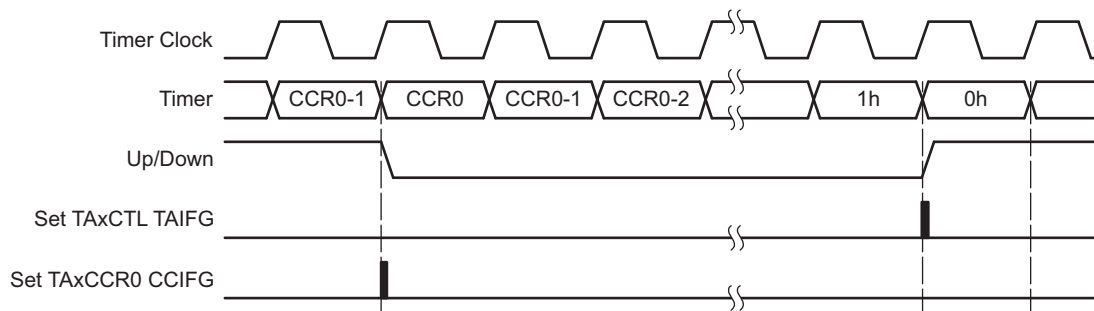 Timer Clock
Timer CCR0-1 CCR0 CCR0-1 CCR0-2 1h 0h
Up/Down
Set TAxCTL TAIFG
Set TAxCCR0 CCIFG